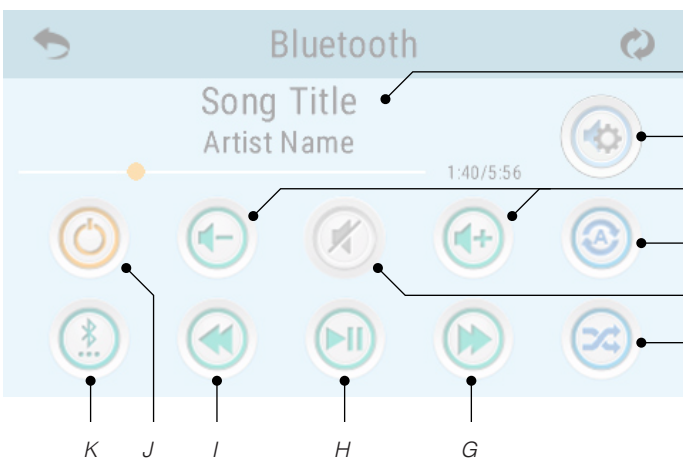 Bluetooth
Song Title
Artist Name
1:40/5:56
A
K J I H G